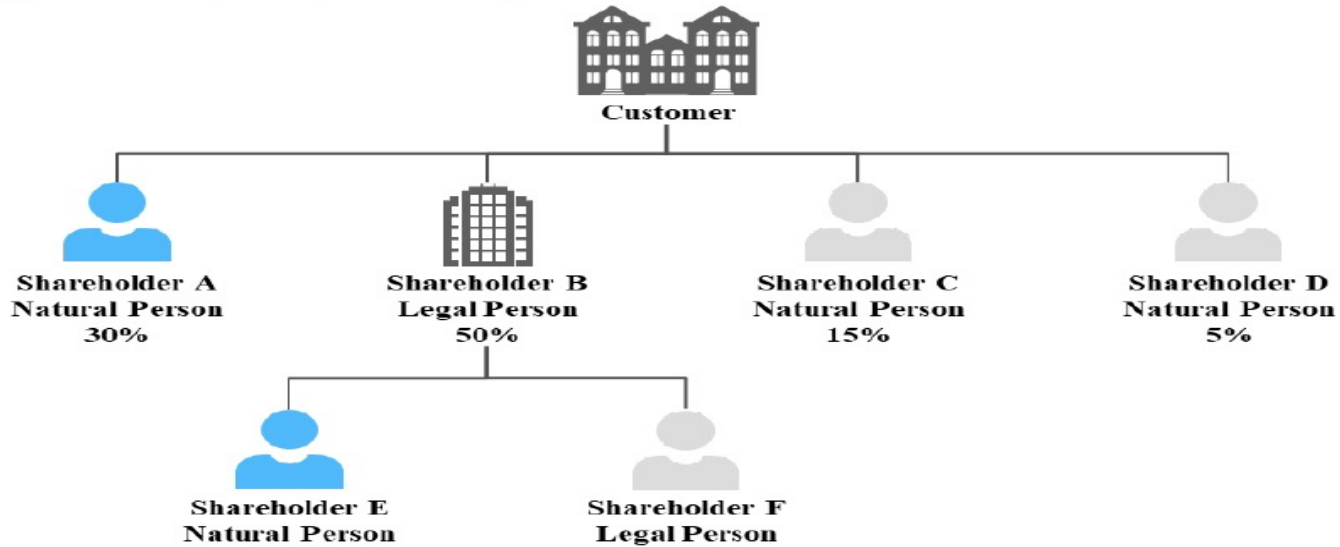 Customer
Shareholder A
Natural Person
30%
Shareholder B
Legal Person
50%
Shareholder C
Natural Person
15%
Shareholder D
Natural Person
5%
Shareholder E
Natural Person
Shareholder F
Legal Person